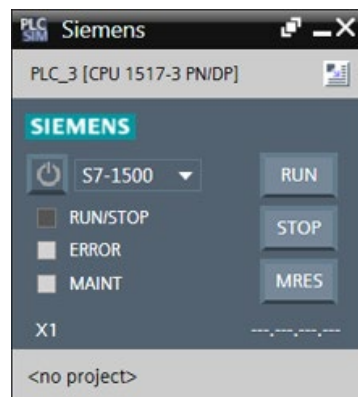 PLC SIM Siemens
PLC_3 [CPU 1517-3 PN/DP]
SIEMENS
S7-1500 RUN
RUN/STOP
STOP
ERROR
MAINT MRES
X1 ---.---.---.---
<no project>